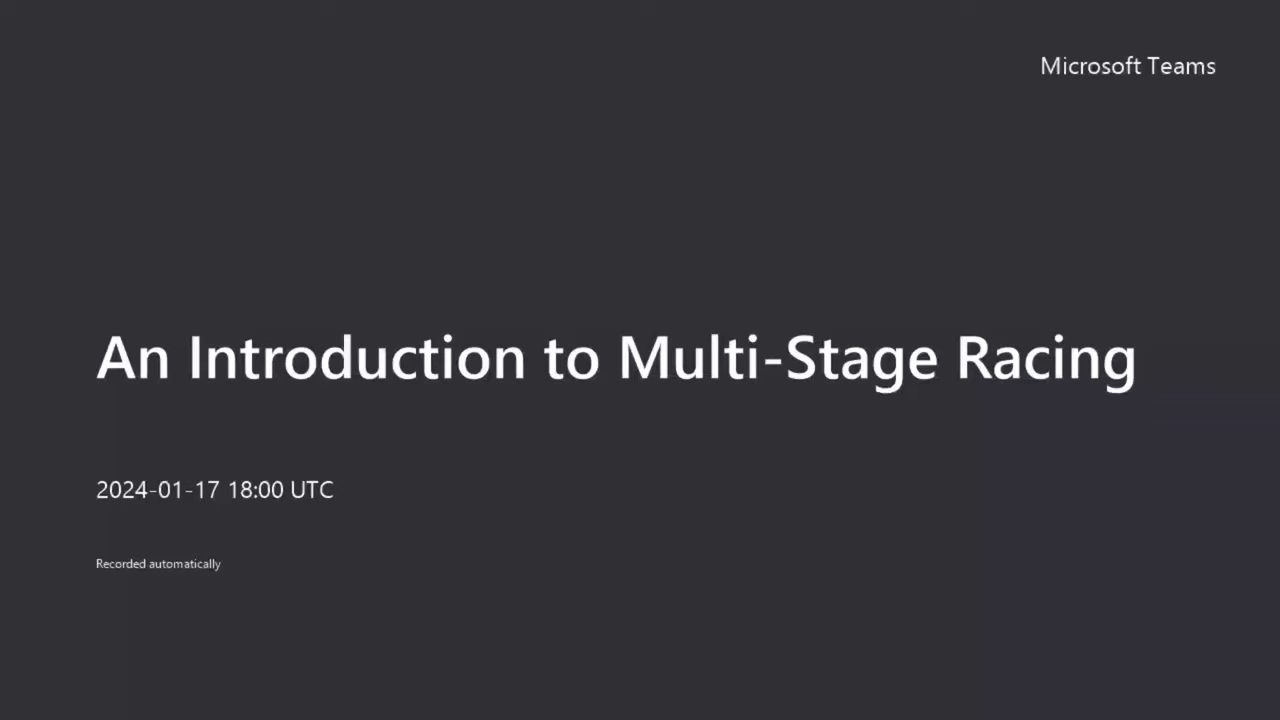 Microsoft Teams
An Introduction to Multi-Stage Racing
2024-01-17 18:00 UTC
Recorded automatically